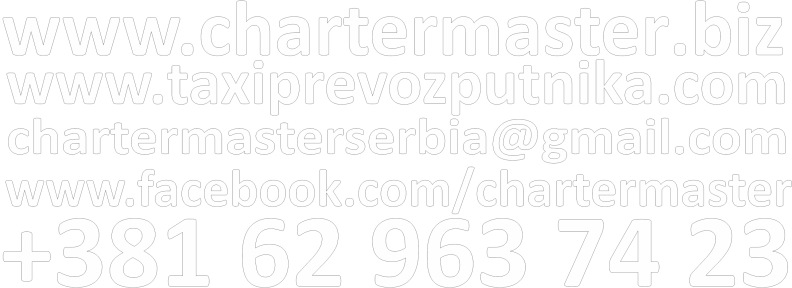 www.chartermaster.biz
www.taxiprevozputnika.com
chartermasterserbia@gmail.com
www.facebook.com/chartermaster
+381 62 963 74 23